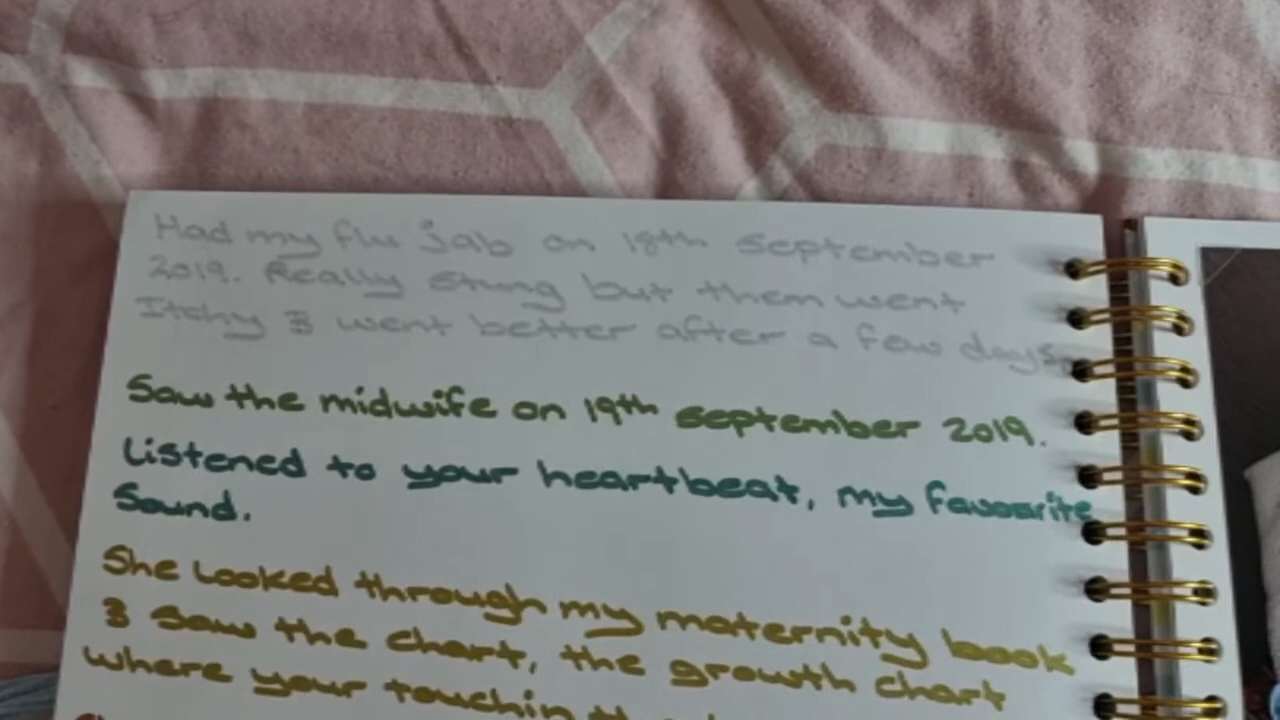 Had my flu jab on 18th September
2019. Really stung but them went
Itchy & went better after a few days.
Saw the midwife on 19th september 2019.
Listened to your heartbeat, my favourite
Sound.
She looked through my maternity book
& saw the chart, the growth chart
where your touchin